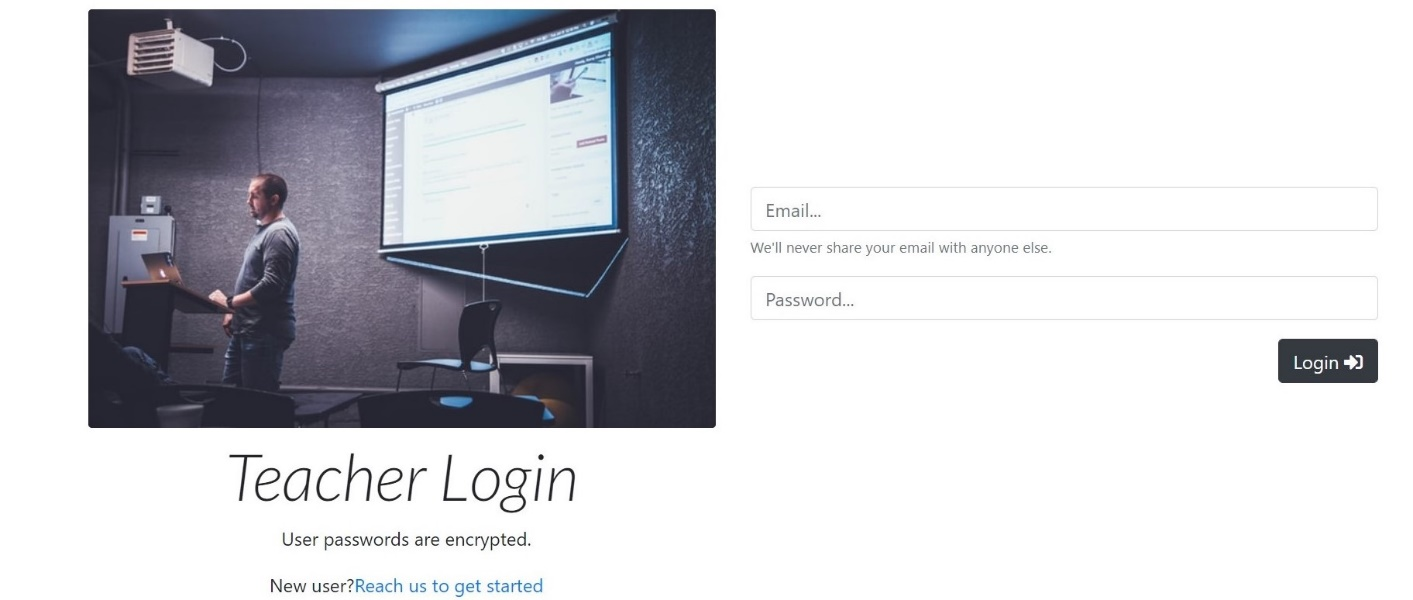 Email...
We'll never share your email with anyone else.
Password...
Login
Teacher Login
User passwords are encrypted.
New user?Reach us to get started